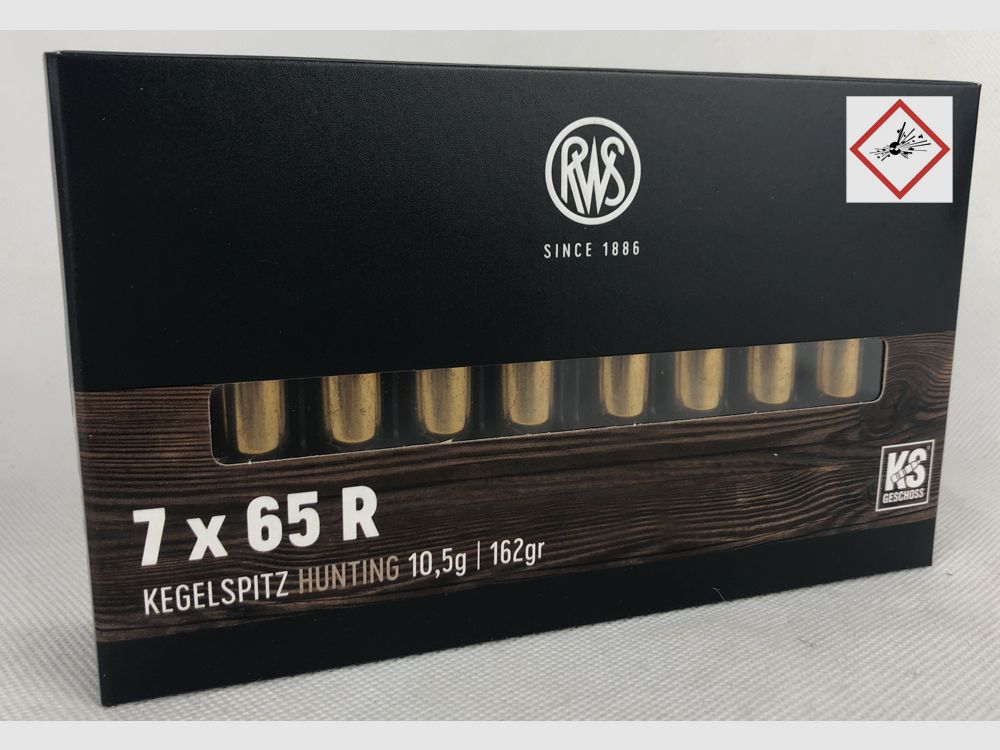 RWS
SINCE 1886
KS
GESCHOSS
7 x 65 R
KEGELSPITZ HUNTING 10,5g | 162gr